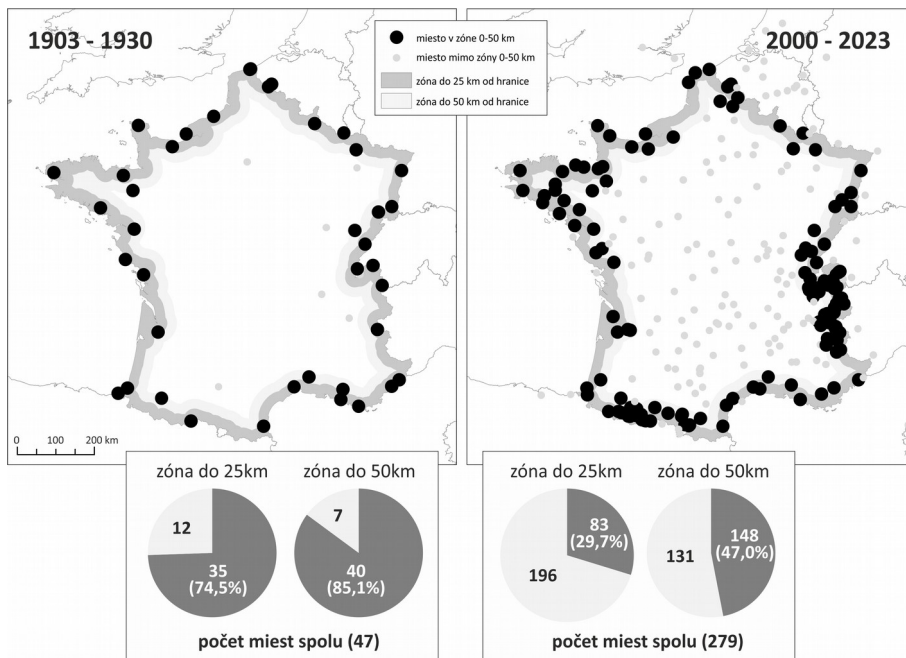 1903 - 1930
miesto v zóne 0-50 km
miesto mimo zóny 0-50 km
zóna do 25 km od hranice
zóna do 50 km od hranice
2000 - 2023
0 100 200 km
zóna do 25km
zóna do 50km
12
35
(74,5%)
7
40
(85,1%)
počet miest spolu (47)
zóna do 25km
zóna do 50km
83
(29,7%)
196
131
148
(47,0%)
počet miest spolu (279)